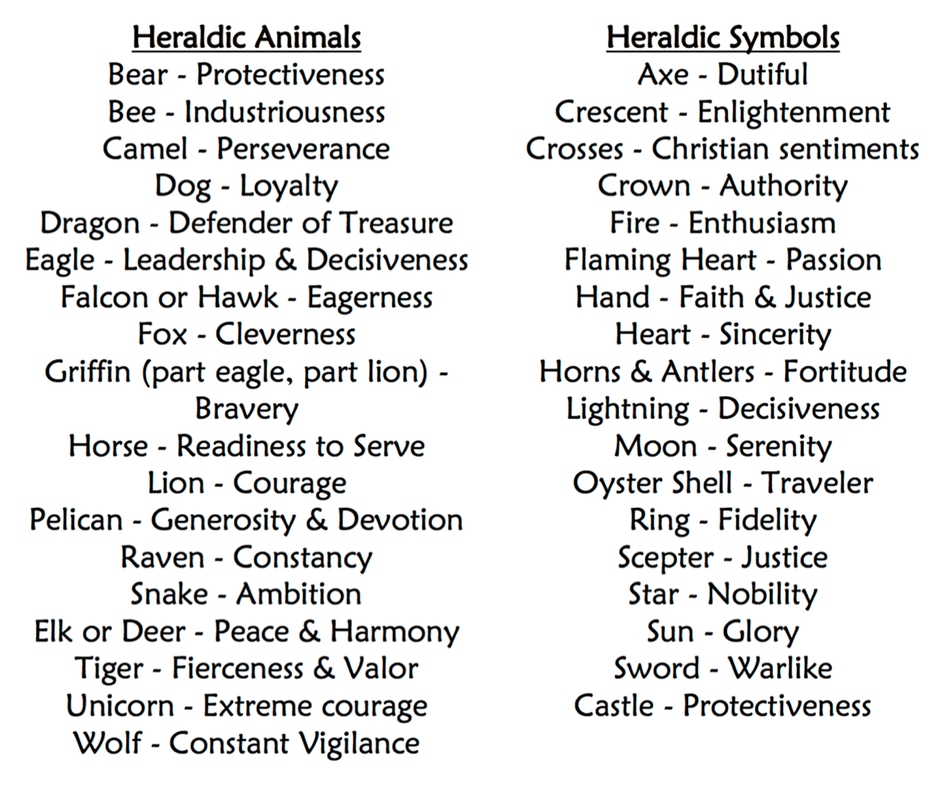 Heraldic Animals
Bear - Protectiveness
Bee - Industriousness
Camel - Perseverance
Dog - Loyalty
Dragon - Defender of Treasure
Eagle - Leadership & Decisiveness
Falcon or Hawk - Eagerness
Fox - Cleverness
Griffin (part eagle, part lion) -
Bravery
Horse - Readiness to Serve
Lion - Courage
Pelican - Generosity & Devotion
Raven - Constancy
Snake - Ambition
Elk or Deer - Peace & Harmony
Tiger - Fierceness & Valor
Unicorn - Extreme courage
Wolf - Constant Vigilance
Heraldic Symbols
Axe - Dutiful
Crescent - Enlightenment
Crosses - Christian sentiments
Crown - Authority
Fire - Enthusiasm
Flaming Heart - Passion
Hand - Faith & Justice
Heart - Sincerity
Horns & Antlers - Fortitude
Lightning - Decisiveness
Moon - Serenity
Oyster Shell - Traveler
Ring - Fidelity
Scepter - Justice
Star - Nobility
Sun - Glory
Sword - Warlike
Castle - Protectiveness